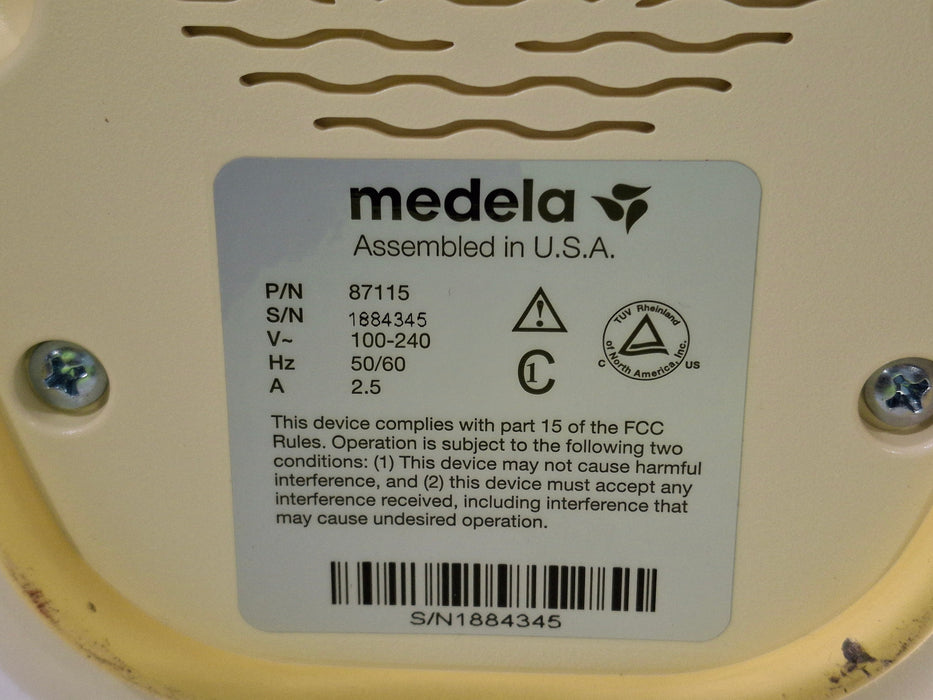 medela
Assembled in U.S.A.
P/N 87115
S/N 1884345
V~ 100-240
Hz 50/60
A 2.5
!
C1
TUV Rheinland
of North America, Inc.
C US
This device complies with part 15 of the FCC
Rules. Operation is subject to the following two
conditions: (1) This device may not cause harmful
interference, and (2) this device must accept any
interference received, including interference that
may cause undesired operation.
S/N1884345